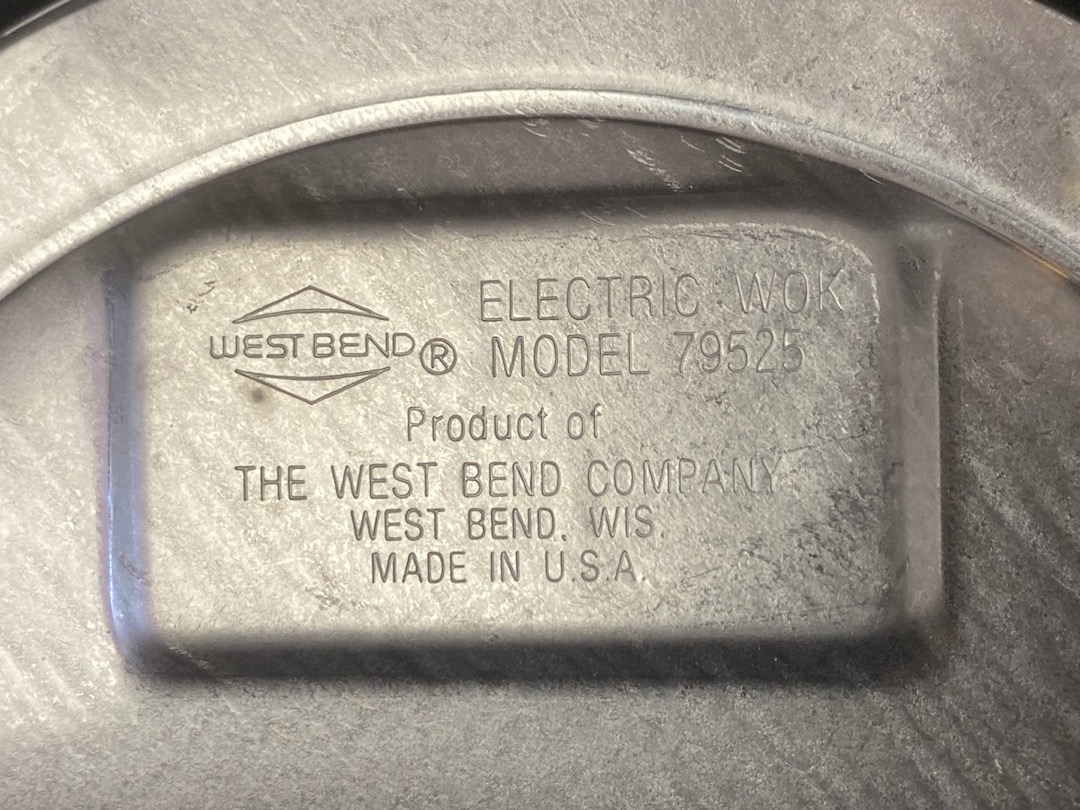 WEST BEND®
ELECTRIC WOK
MODEL 79525
Product of
THE WEST BEND COMPANY
WEST BEND, WIS.
MADE IN U.S.A.